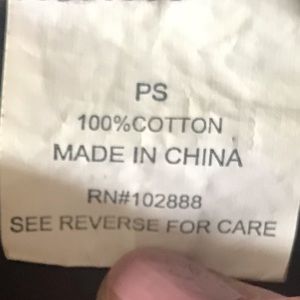 PS
100%COTTON
MADE IN CHINA
RN#102888
SEE REVERSE FOR CARE